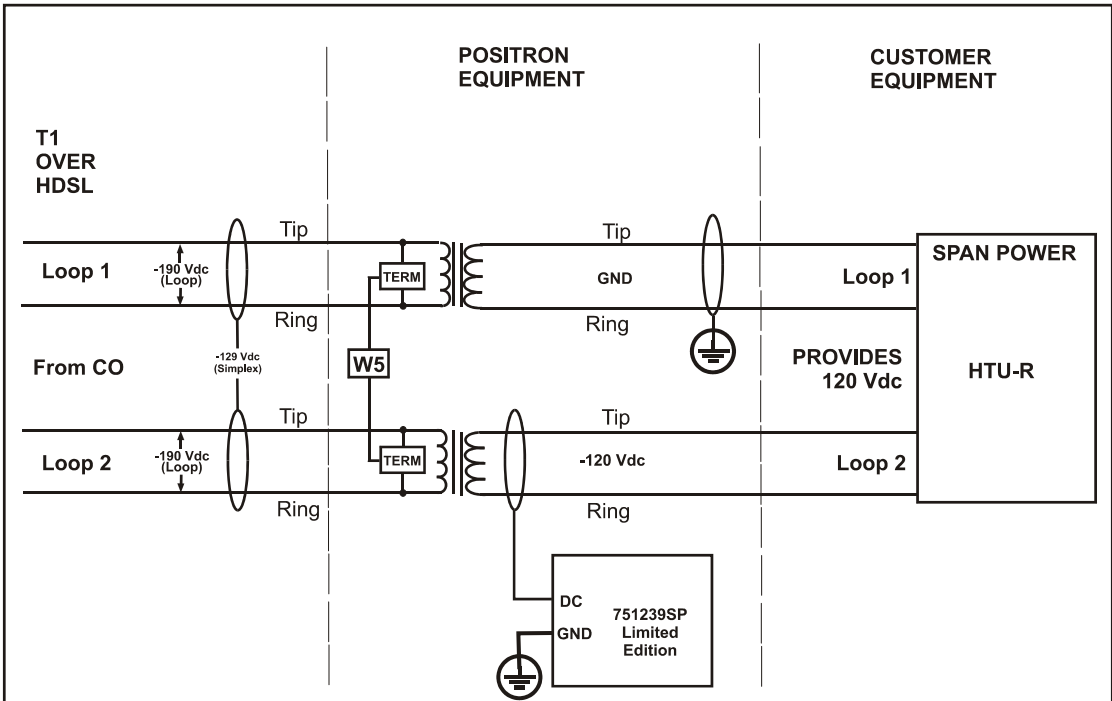 POSITRON
EQUIPMENT
CUSTOMER
EQUIPMENT
T1
OVER
HDSL
Tip
Tip
Loop 1
-190 Vdc
(Loop)
TERM
GND
Loop 1
SPAN POWER
Ring
Ring
From CO
-129 Vdc
(Simplex)
W5
PROVIDES
120 Vdc
HTU-R
Tip
Tip
Loop 2
-190 Vdc
(Loop)
TERM
-120 Vdc
Loop 2
Ring
Ring
DC
GND
751239SP
Limited
Edition